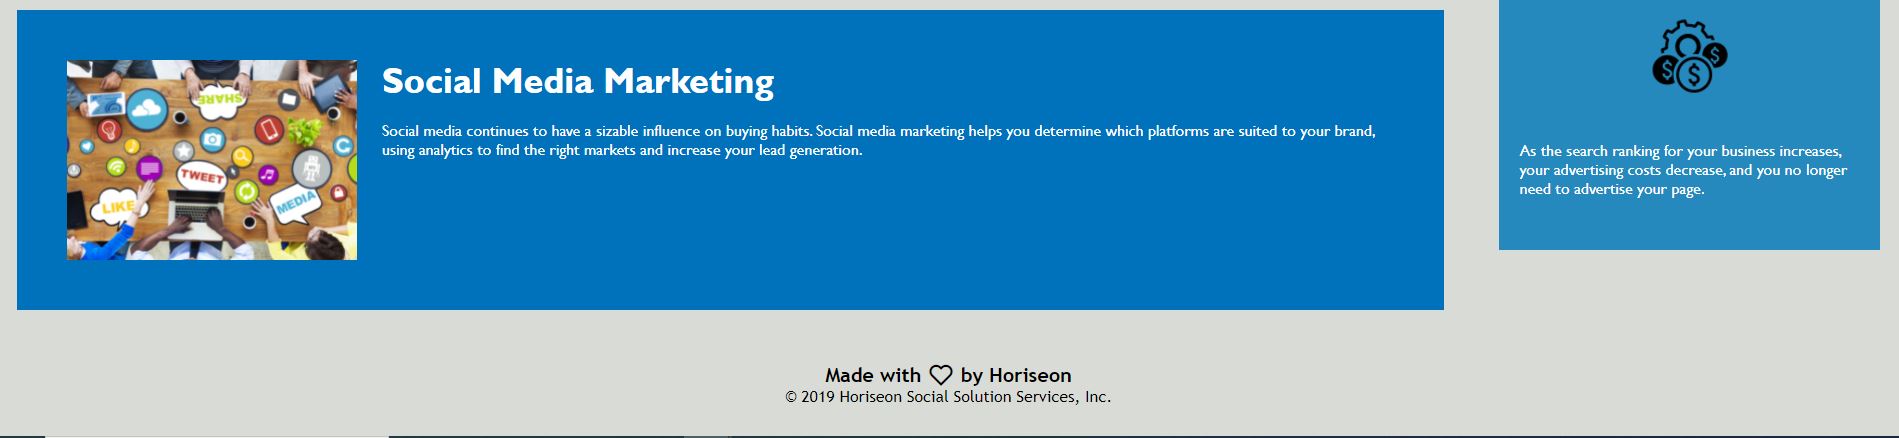 Social Media Marketing
Social media continues to have a sizable influence on buying habits. Social media marketing helps you determine which platforms are suited to your brand,
using analytics to find the right markets and increase your lead generation.
SHARE
TWEET
LIKE
MEDIA
$
$
$
As the search ranking for your business increases,
your advertising costs decrease, and you no longer
need to advertise your page.
Made with ♡ by Horiseon
© 2019 Horiseon Social Solution Services, Inc.